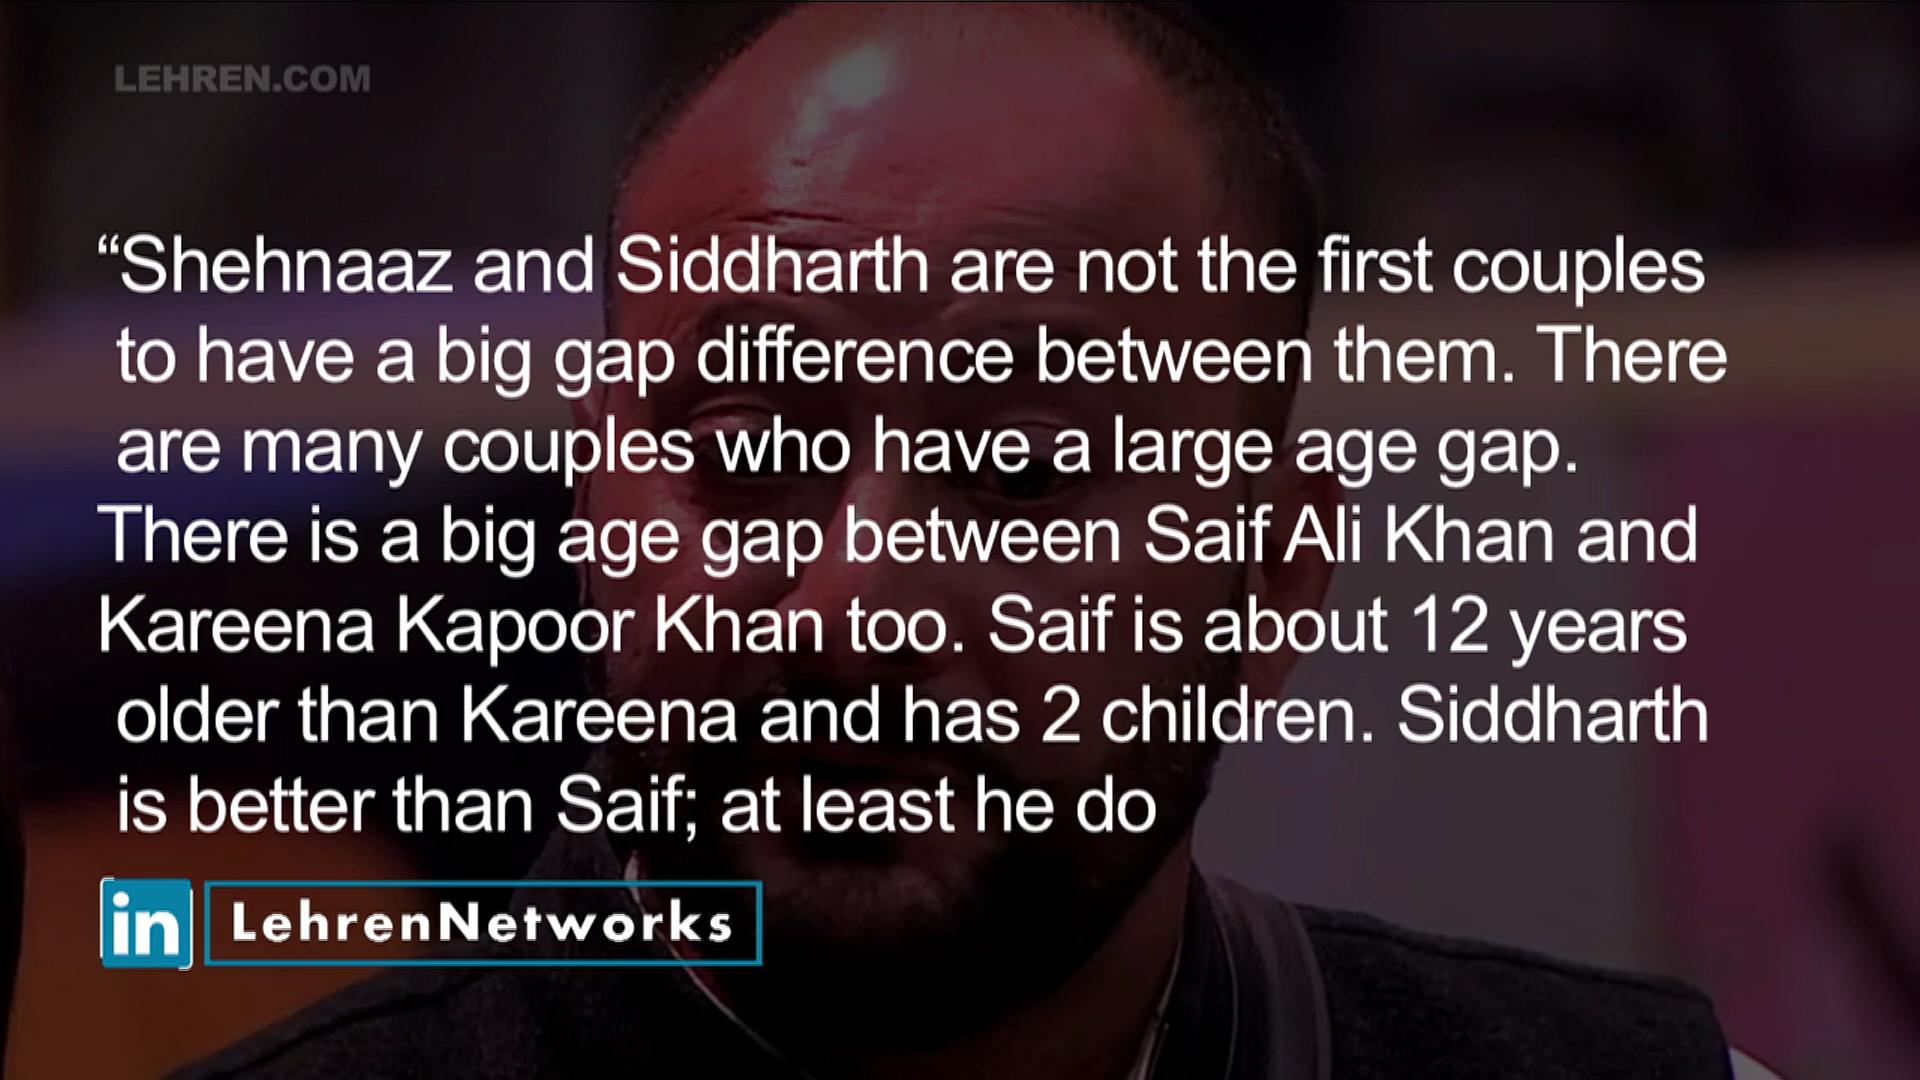 LEHREN.COM
“Shehnaaz and Siddharth are not the first couples
to have a big gap difference between them. There
are many couples who have a large age gap.
There is a big age gap between Saif Ali Khan and
Kareena Kapoor Khan too. Saif is about 12 years
older than Kareena and has 2 children. Siddharth
is better than Saif; at least he do
in LehrenNetworks